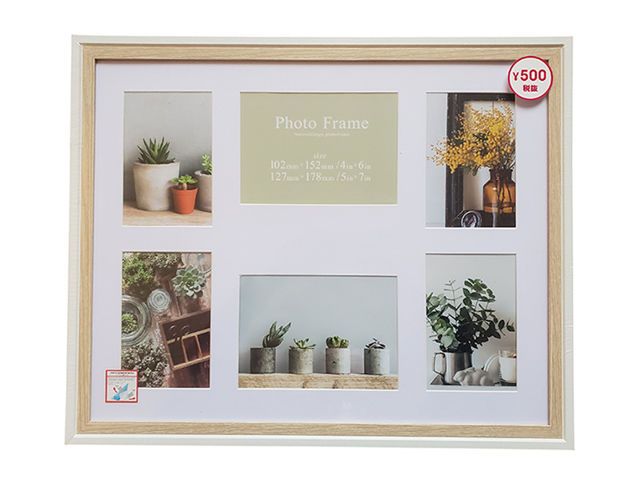 ¥500
税抜
Photo Frame
size
102mm×152mm/4in×6in
127mm×178mm/5in×7in